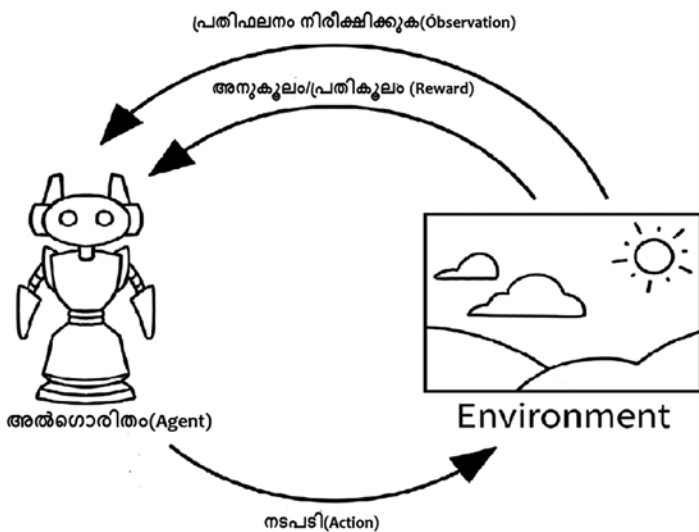 പ്രതിഫലനം നിരീക്ഷിക്കുക(Observation)
അനുകൂലം/പ്രതികൂലം (Reward)
അൽഗൊരിതം(Agent)
Environment
നടപടി(Action)